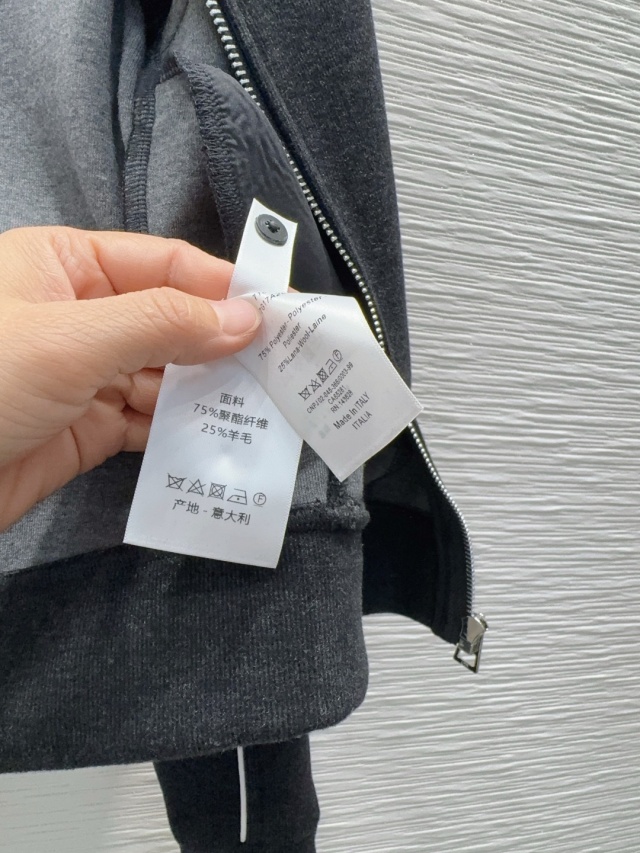 面料
75%聚酯纤维
25%羊毛
F
产地 - 意大利
75% Polyester- Polyester
Poliester
25%Lana-Wool-Laine
F
Made in ITALY
ITALIA